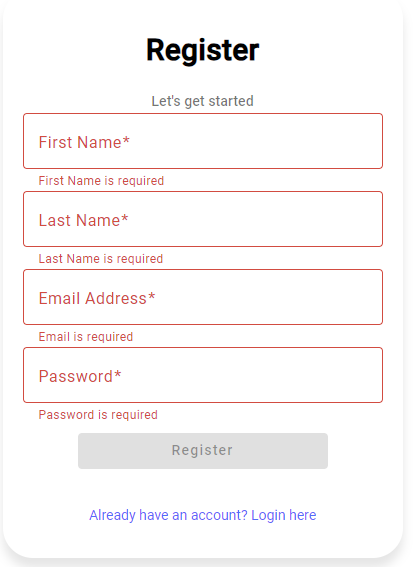 Register
Let's get started
First Name*
First Name is required
Last Name*
Last Name is required
Email Address*
Email is required
Password*
Password is required
Register
Already have an account? Login here